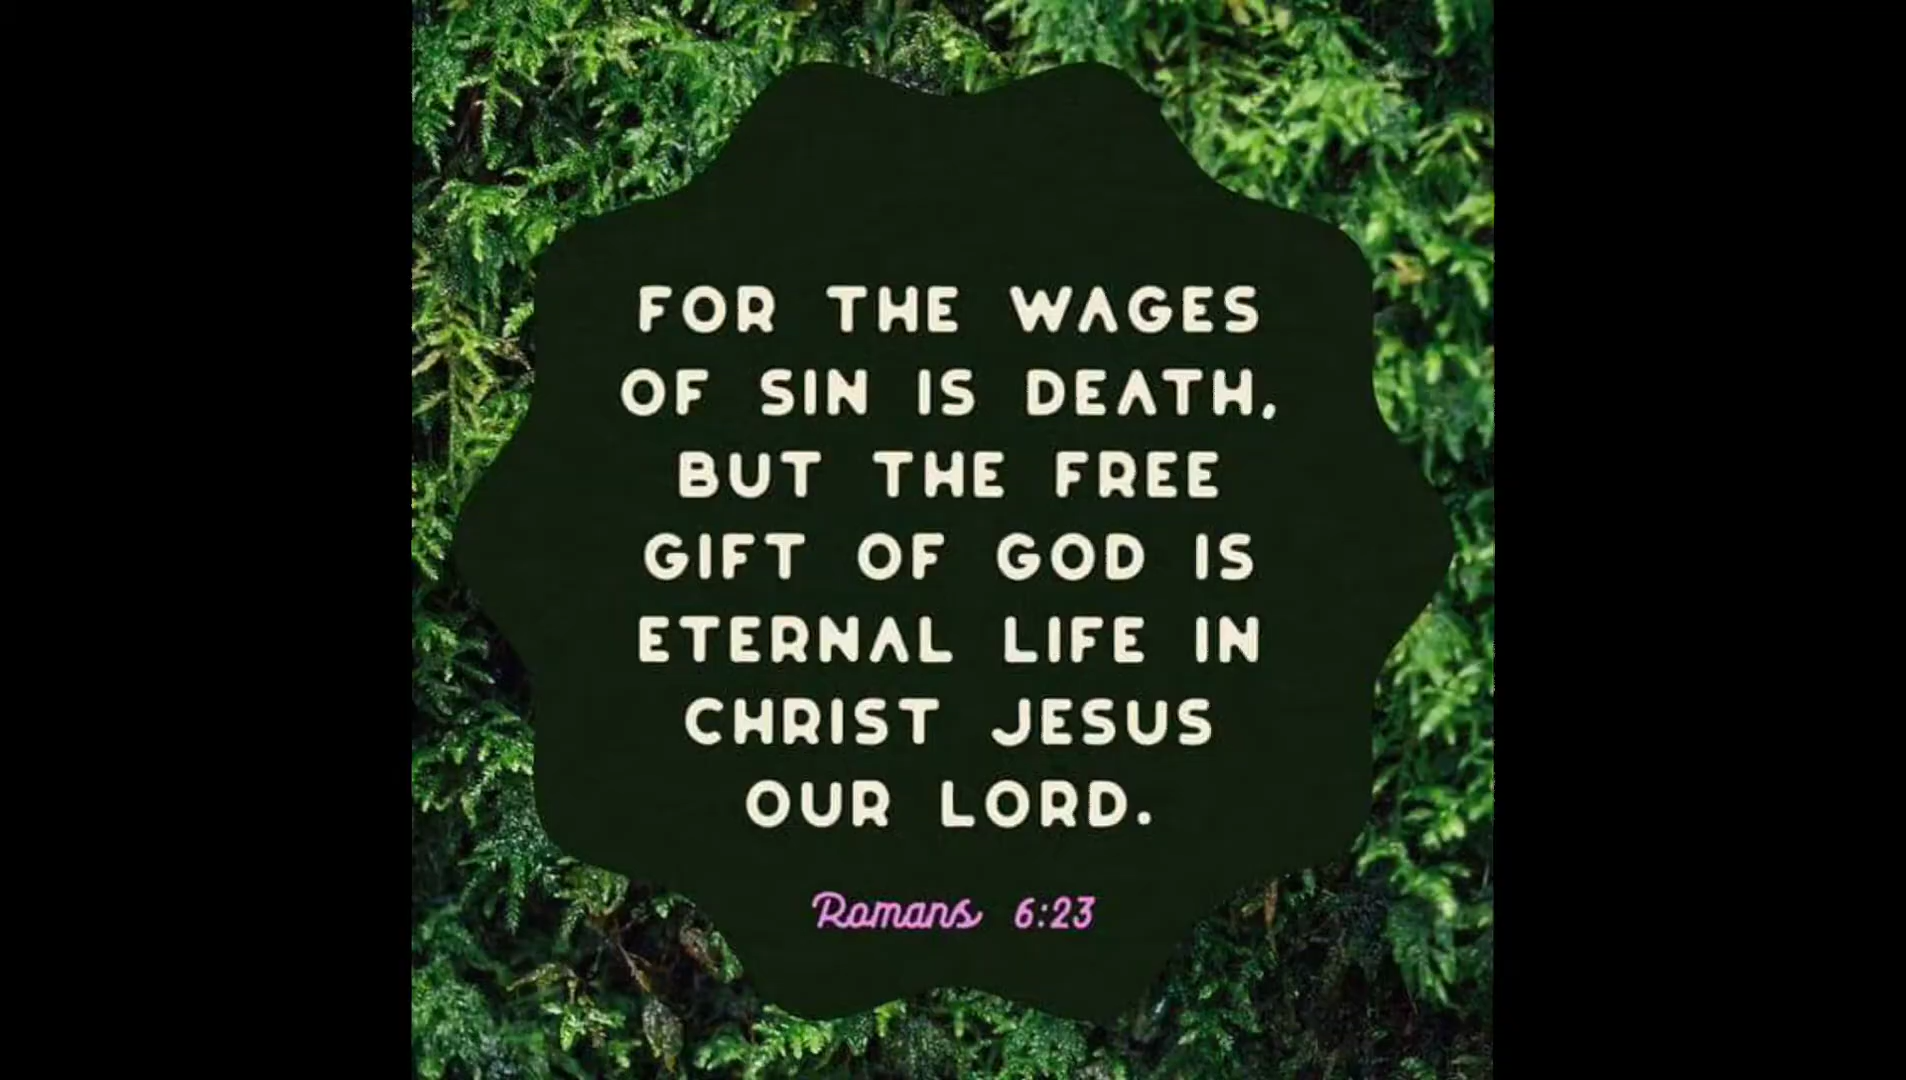 FOR THE WAGES
OF SIN IS DEATH,
BUT THE FREE
GIFT OF GOD IS
ETERNAL LIFE IN
CHRIST JESUS
OUR LORD.
Romans 6:23